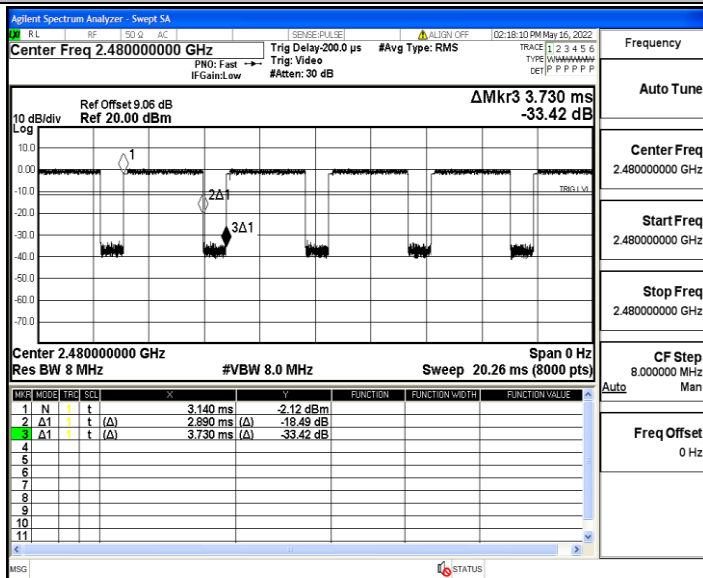 Agilent Spectrum Analyzer - Swept SA
LXI RL RF 50 Ω AC SENSE:PULSE ALIGN OFF 02:18:10 PM May 16, 2022
Center Freq 2.480000000 GHz
Trig Delay-200.0 µs #Avg Type: RMS TRACE 1 2 3 4 5 6
PNO: Fast Trig: Video TYPE
IFGain:Low #Atten: 30 dB DET P P P P P P
Frequency
Auto Tune
ΔMkr3 3.730 ms
-33.42 dB
Ref Offset 9.06 dB
10 dB/div Ref 20.00 dBm
Log
10.0
0.00
-10.0
-20.0
-30.0
-40.0
-50.0
-60.0
-70.0
1
2Δ1
3Δ1
TRIG LVL
Center 2.480000000 GHz Span 0 Hz
Res BW 8 MHz #VBW 8.0 MHz Sweep 20.26 ms (8000 pts)
MKR MODE TRC SCL X Y FUNCTION FUNCTION WIDTH FUNCTION VALUE
1 N 1 t 3.140 ms -2.12 dBm
2 Δ1 1 t (Δ) 2.890 ms (Δ) -18.49 dB
3 Δ1 1 t (Δ) 3.730 ms (Δ) -33.42 dB
4
5
6
7
8
9
10
11
Center Freq
2.480000000 GHz
Start Freq
2.480000000 GHz
Stop Freq
2.480000000 GHz
CF Step
8.000000 MHz
Auto Man
Freq Offset
0 Hz
MSG STATUS